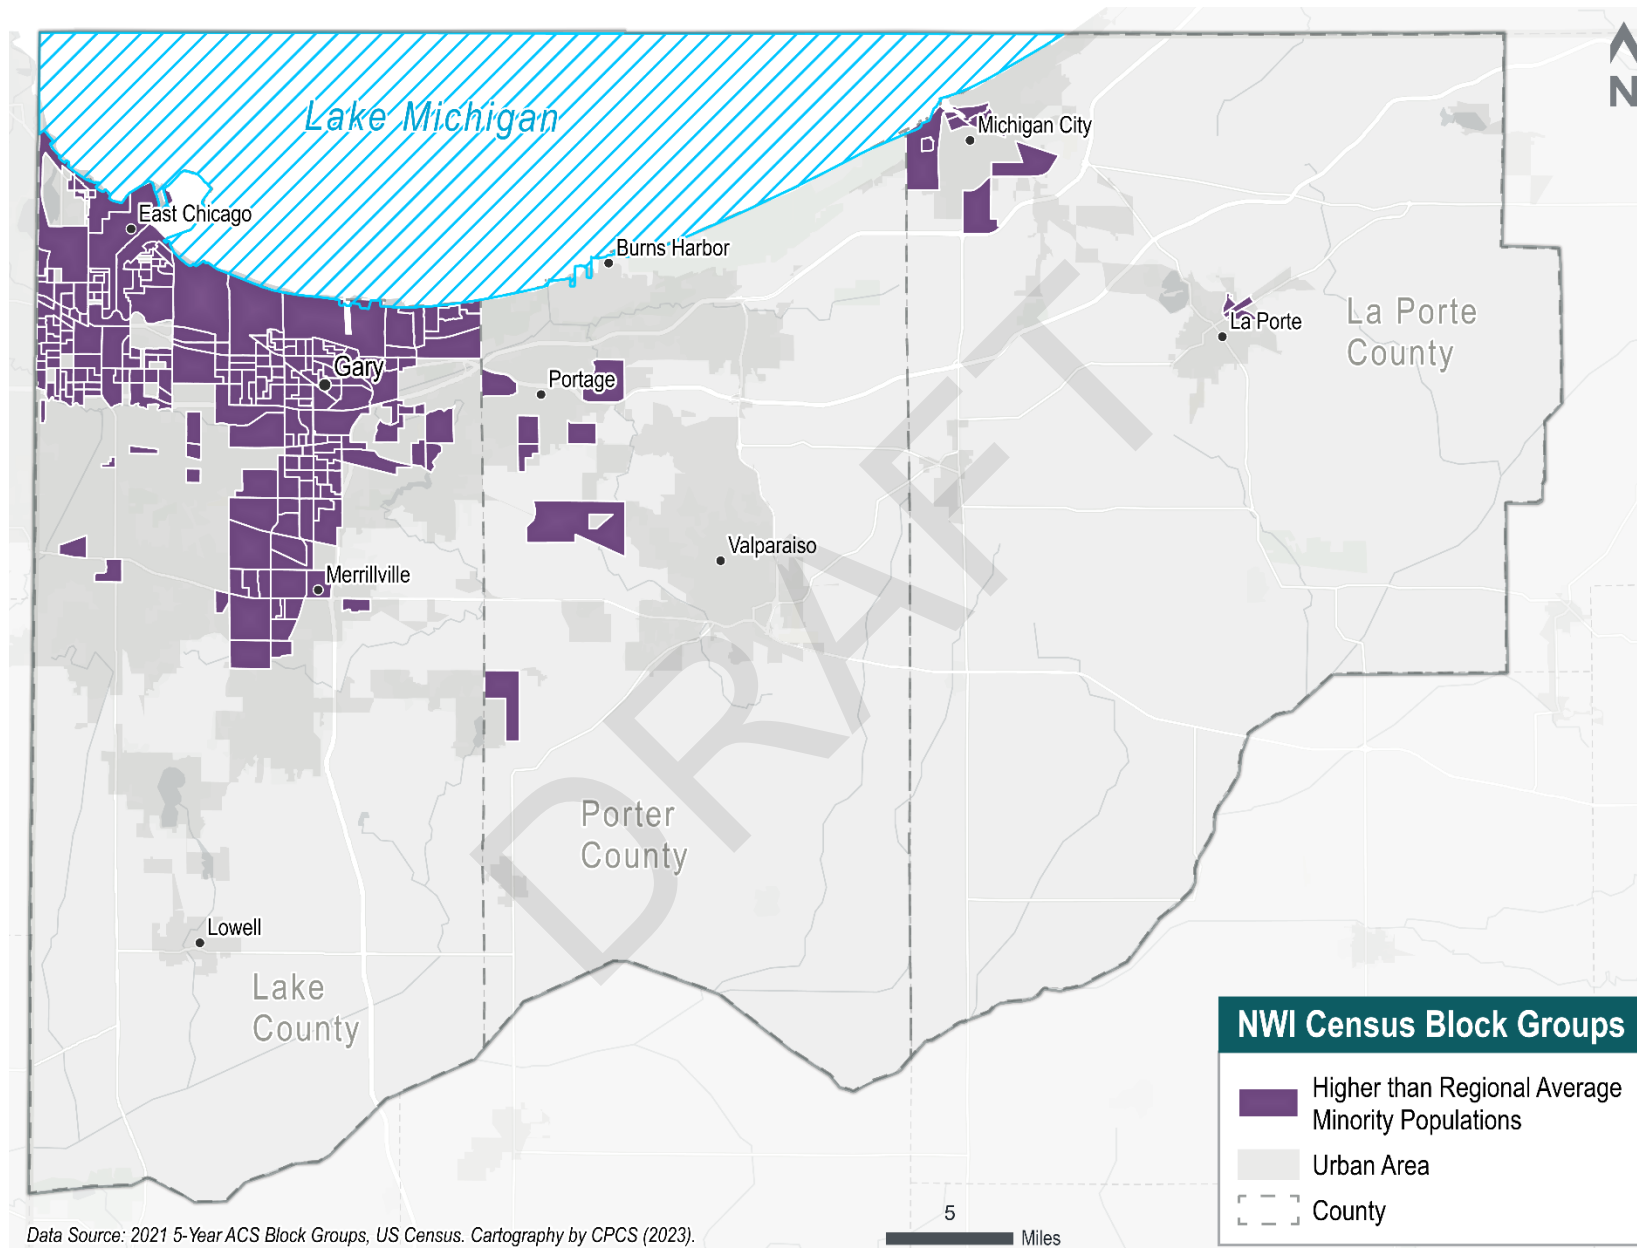 Lake Michigan
N
Michigan City
East Chicago
Burns Harbor
La Porte
La Porte
County
Gary
Portage
Valparaiso
Merrillville
DRAFT
Porter
County
Lowell
Lake
County
NWI Census Block Groups
Higher than Regional Average
Minority Populations
Urban Area
County
5
Miles
Data Source: 2021 5-Year ACS Block Groups, US Census. Cartography by CPCS (2023).